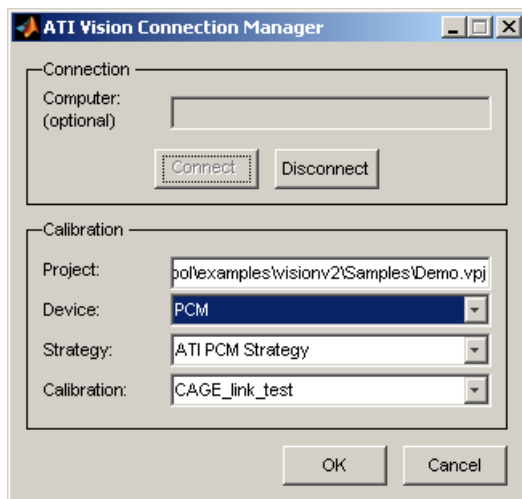 ATI Vision Connection Manager
Connection
Computer:
(optional)
Connect
Disconnect
Calibration
Project:
ool\examples\visionv2\Samples\Demo.vpj
Device:
PCM
Strategy:
ATI PCM Strategy
Calibration:
CAGE_link_test
OK
Cancel